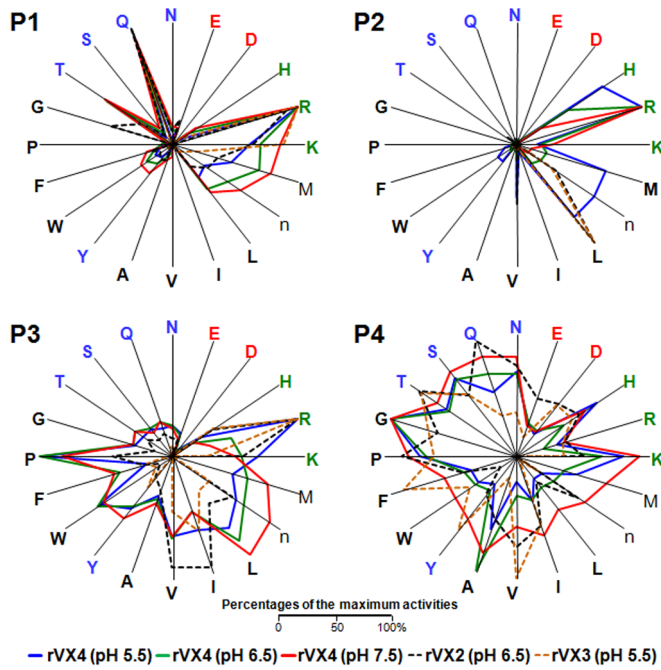 P1
N
Q
E
S
D
T
H
G
R
P
K
F
M
W
n
Y
L
A
I
V
P2
N
E
D
H
R
K
M
n
L
I
V
P3
N
Q
E
S
D
T
H
G
R
P
K
F
M
W
n
Y
L
A
I
V
P4
N
Q
E
S
D
T
H
G
R
P
K
F
M
W
n
Y
L
A
I
V
Percentages of the maximum activities
0 50 100%
rVX4 (pH 5.5) rVX4 (pH 6.5) rVX4 (pH 7.5) rVX2 (pH 6.5) rVX3 (pH 5.5)